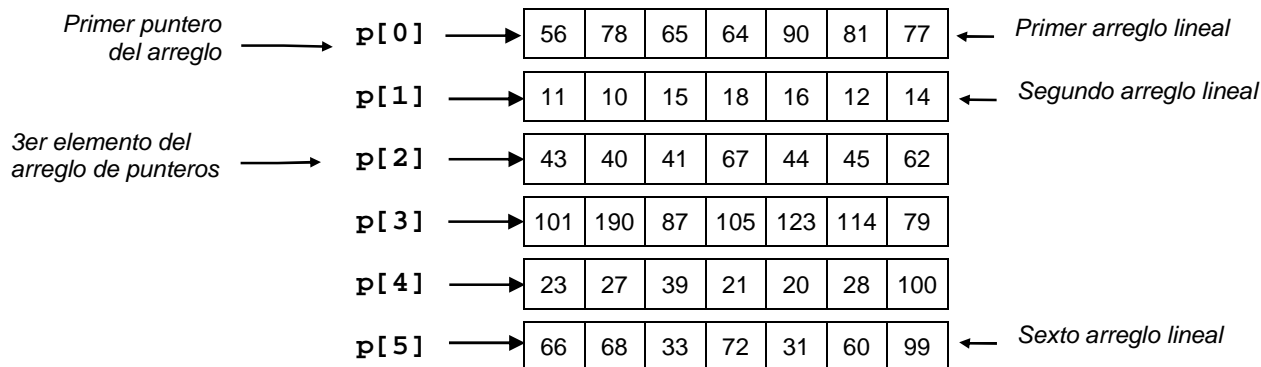 Primer puntero
del arreglo
p[0]
56 78 65 64 90 81 77
Primer arreglo lineal
p[1]
11 10 15 18 16 12 14
Segundo arreglo lineal
3er elemento del
arreglo de punteros
p[2]
43 40 41 67 44 45 62
p[3]
101 190 87 105 123 114 79
p[4]
23 27 39 21 20 28 100
p[5]
66 68 33 72 31 60 99
Sexto arreglo lineal